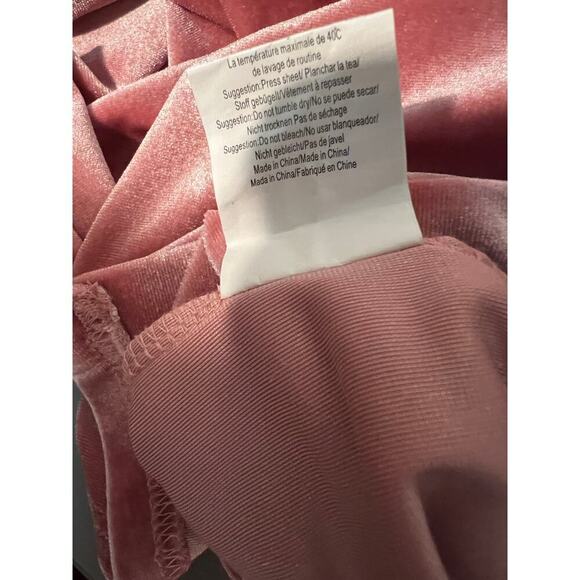 La température maximale de 40C
de lavage de routine
Suggestion:Press sheet/ Planchar la tea/
Stoff gebügelt/Vêtement à repasser
Suggestion:Do not tumble dry/No se puede secar/
Nicht trocknen Pas de séchage
Suggestion:Do not bleach/No usar blanqueador/
Nicht gebleicht/Pas de javel
Made in China/Made in China/
Mada in China/Fabriqué en Chine